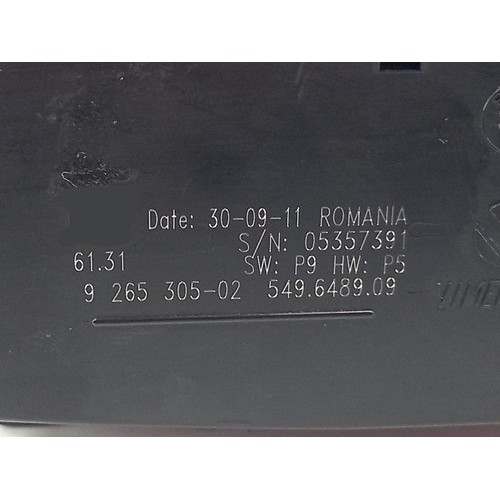 Date: 30-09-11 ROMANIA
S/N: 05357391
61.31 SW: P9 HW: P5
9 265 305-02 549.6489.09